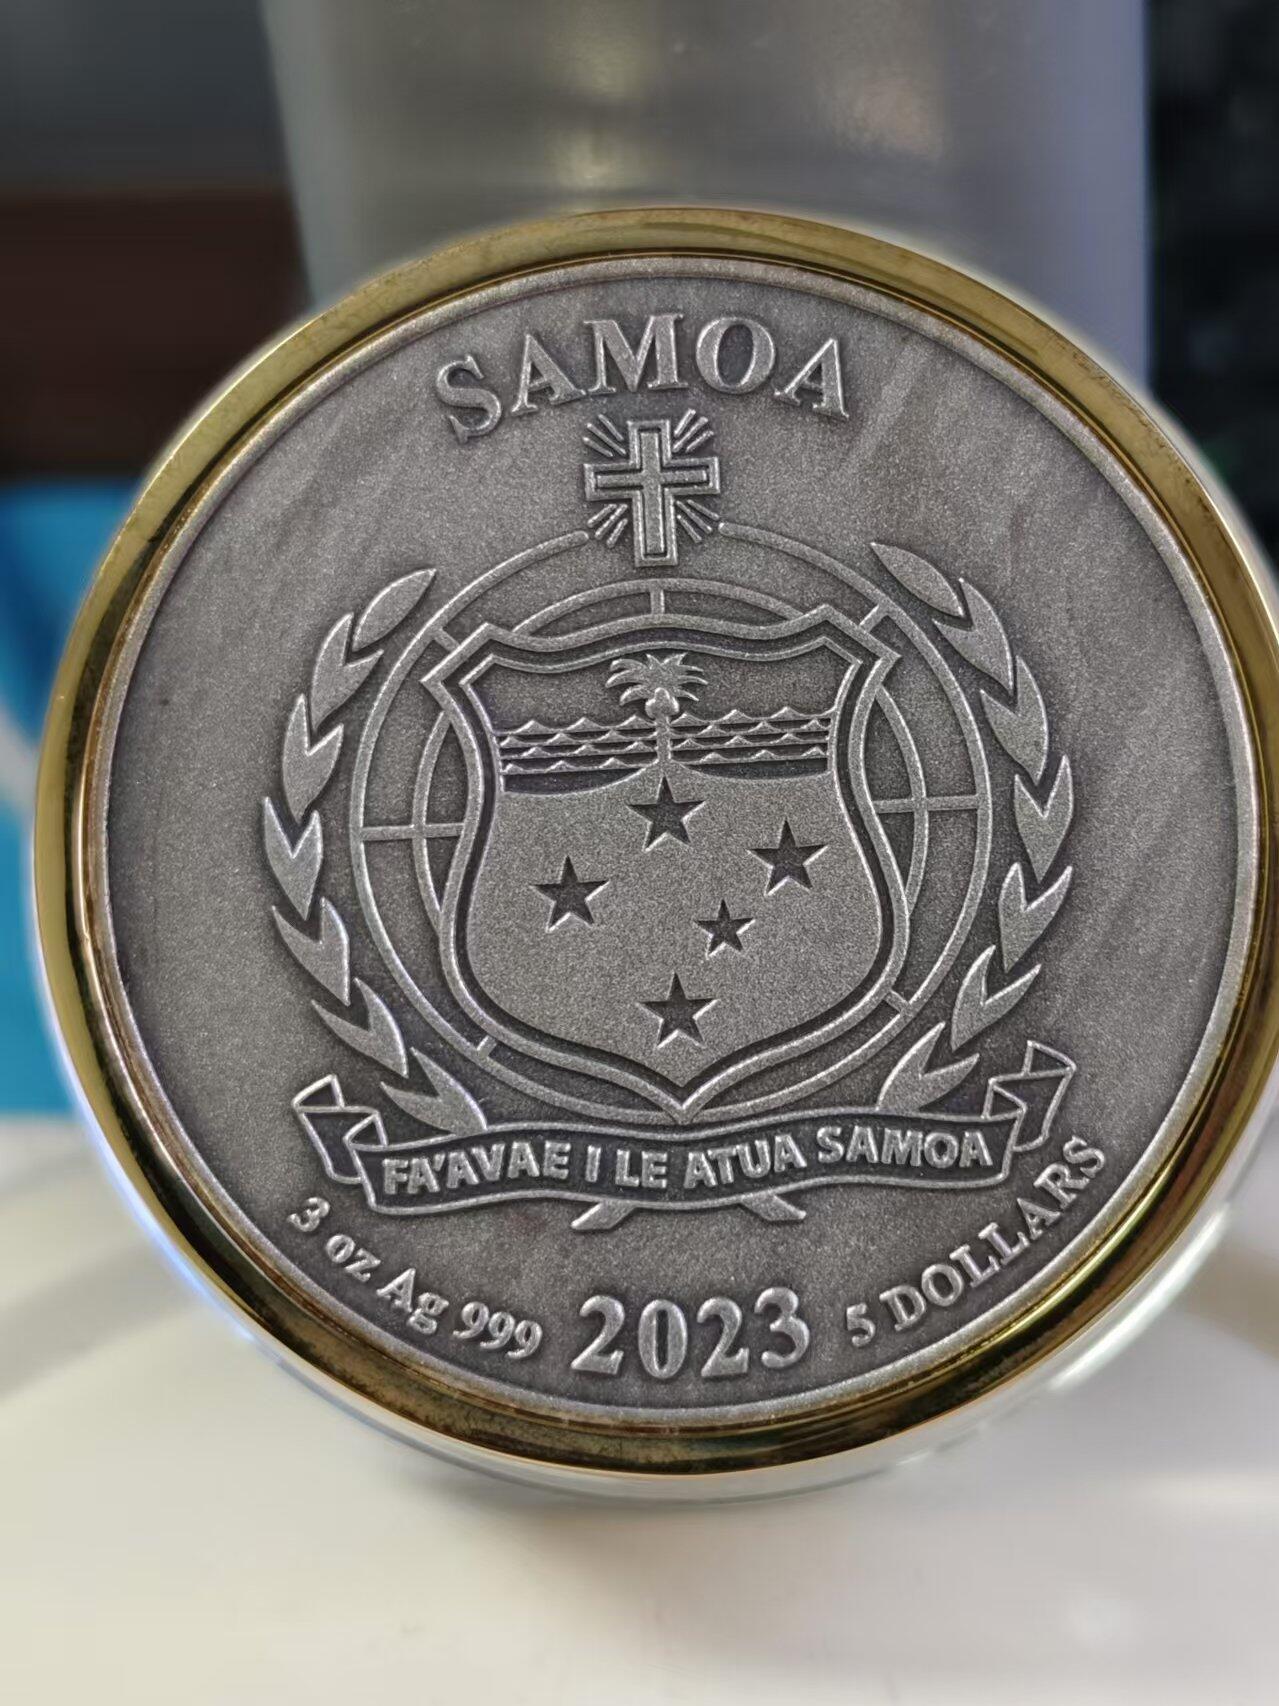 SAMOA
FA'AVAE I LE ATUA SAMOA
3 oz Ag 999 2023 5 DOLLARS